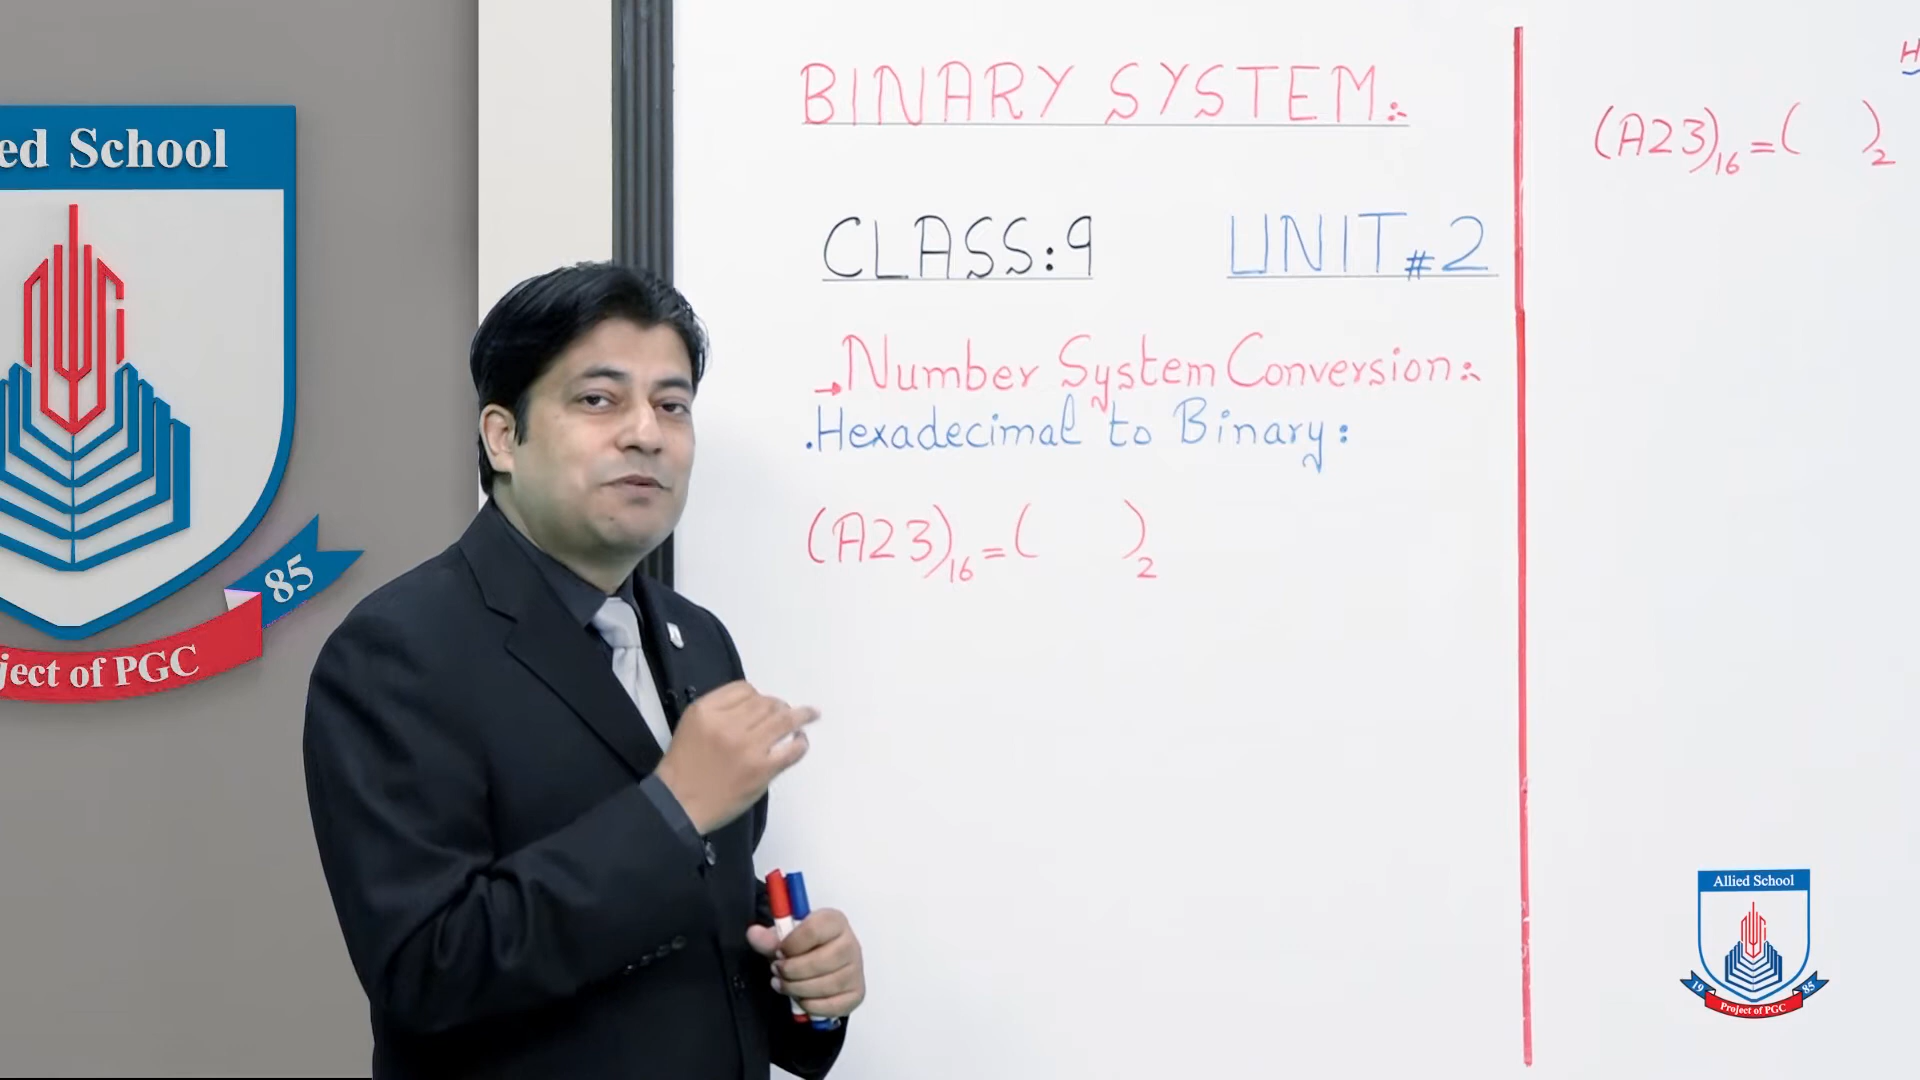 ed School
85
ject of PGC
BINARY SYSTEM:-
CLASS:9 UNIT #2
→Number System Conversion:-
.Hexadecimal to Binary:
(A23)₁₆=( )₂
H
(A23)₁₆=( )₂
Allied School
19 85
Project of PGC